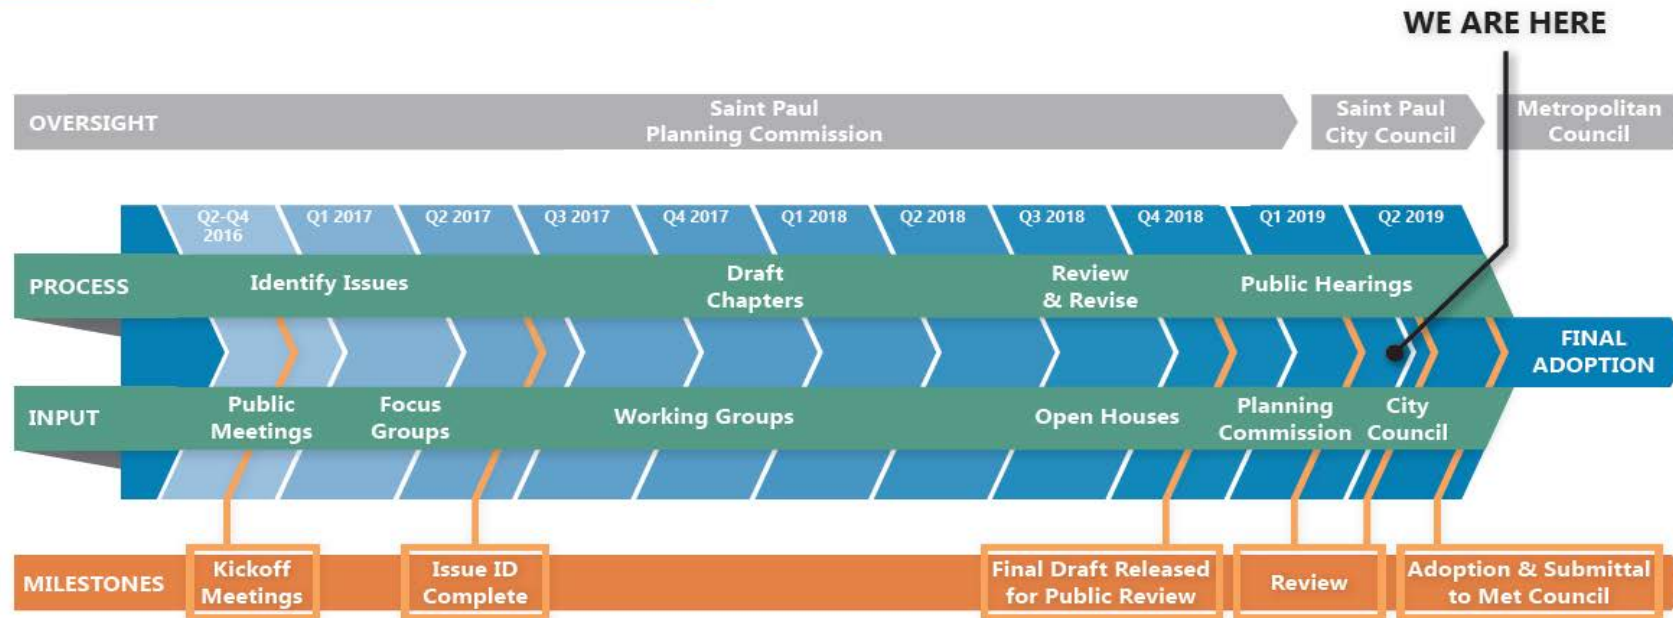 WE ARE HERE
OVERSIGHT
Saint Paul
Planning Commission
Saint Paul
City Council
Metropolitan
Council
Q2-Q4
2016
Q1 2017
Q2 2017
Q3 2017
Q4 2017
Q1 2018
Q2 2018
Q3 2018
Q4 2018
Q1 2019
Q2 2019
PROCESS
Identify Issues
Draft
Chapters
Review
& Revise
Public Hearings
FINAL
ADOPTION
INPUT
Public
Meetings
Focus
Groups
Working Groups
Open Houses
Planning
Commission
City
Council
MILESTONES
Kickoff
Meetings
Issue ID
Complete
Final Draft Released
for Public Review
Review
Adoption & Submittal
to Met Council